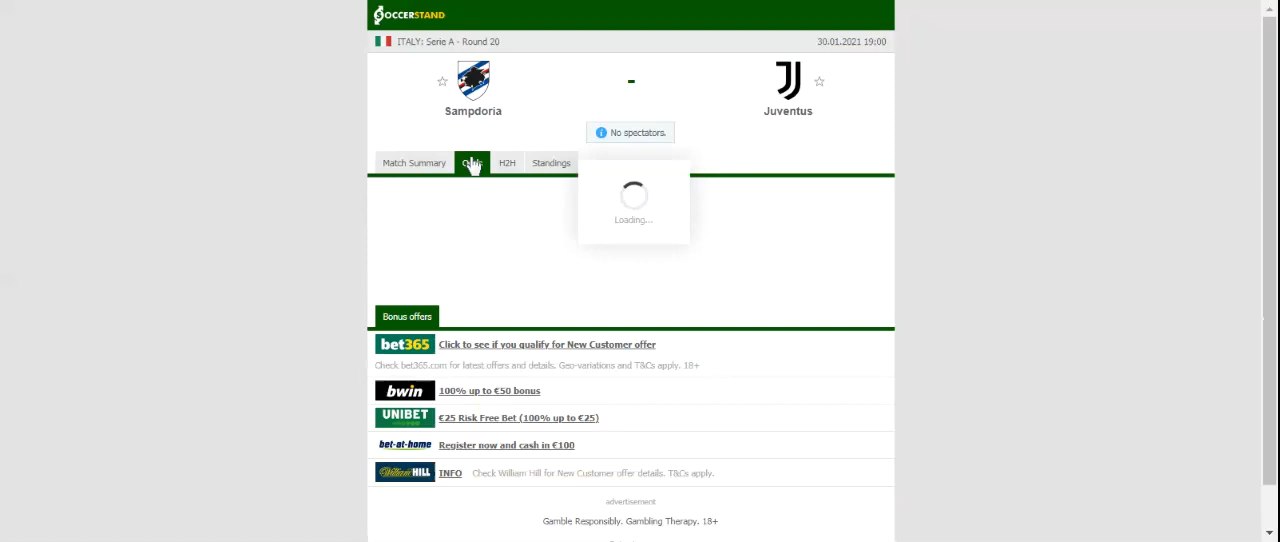 SOCCERSTAND
ITALY: Serie A - Round 20 30.01.2021 19:00
-
Sampdoria Juventus
No spectators.
Match Summary H2H Standings
Loading...
Bonus offers
bet365 Click to see if you qualify for New Customer offer
Check bet365.com for latest offers and details. Geo-variations and T&Cs apply. 18+
bwin 100% up to €50 bonus
UNIBET €25 Risk Free Bet (100% up to €25)
bet-at-home Register now and cash in €100
William HILL INFO Check William Hill for New Customer offer details. T&Cs apply.
advertisement
Gamble Responsibly. Gambling Therapy. 18+